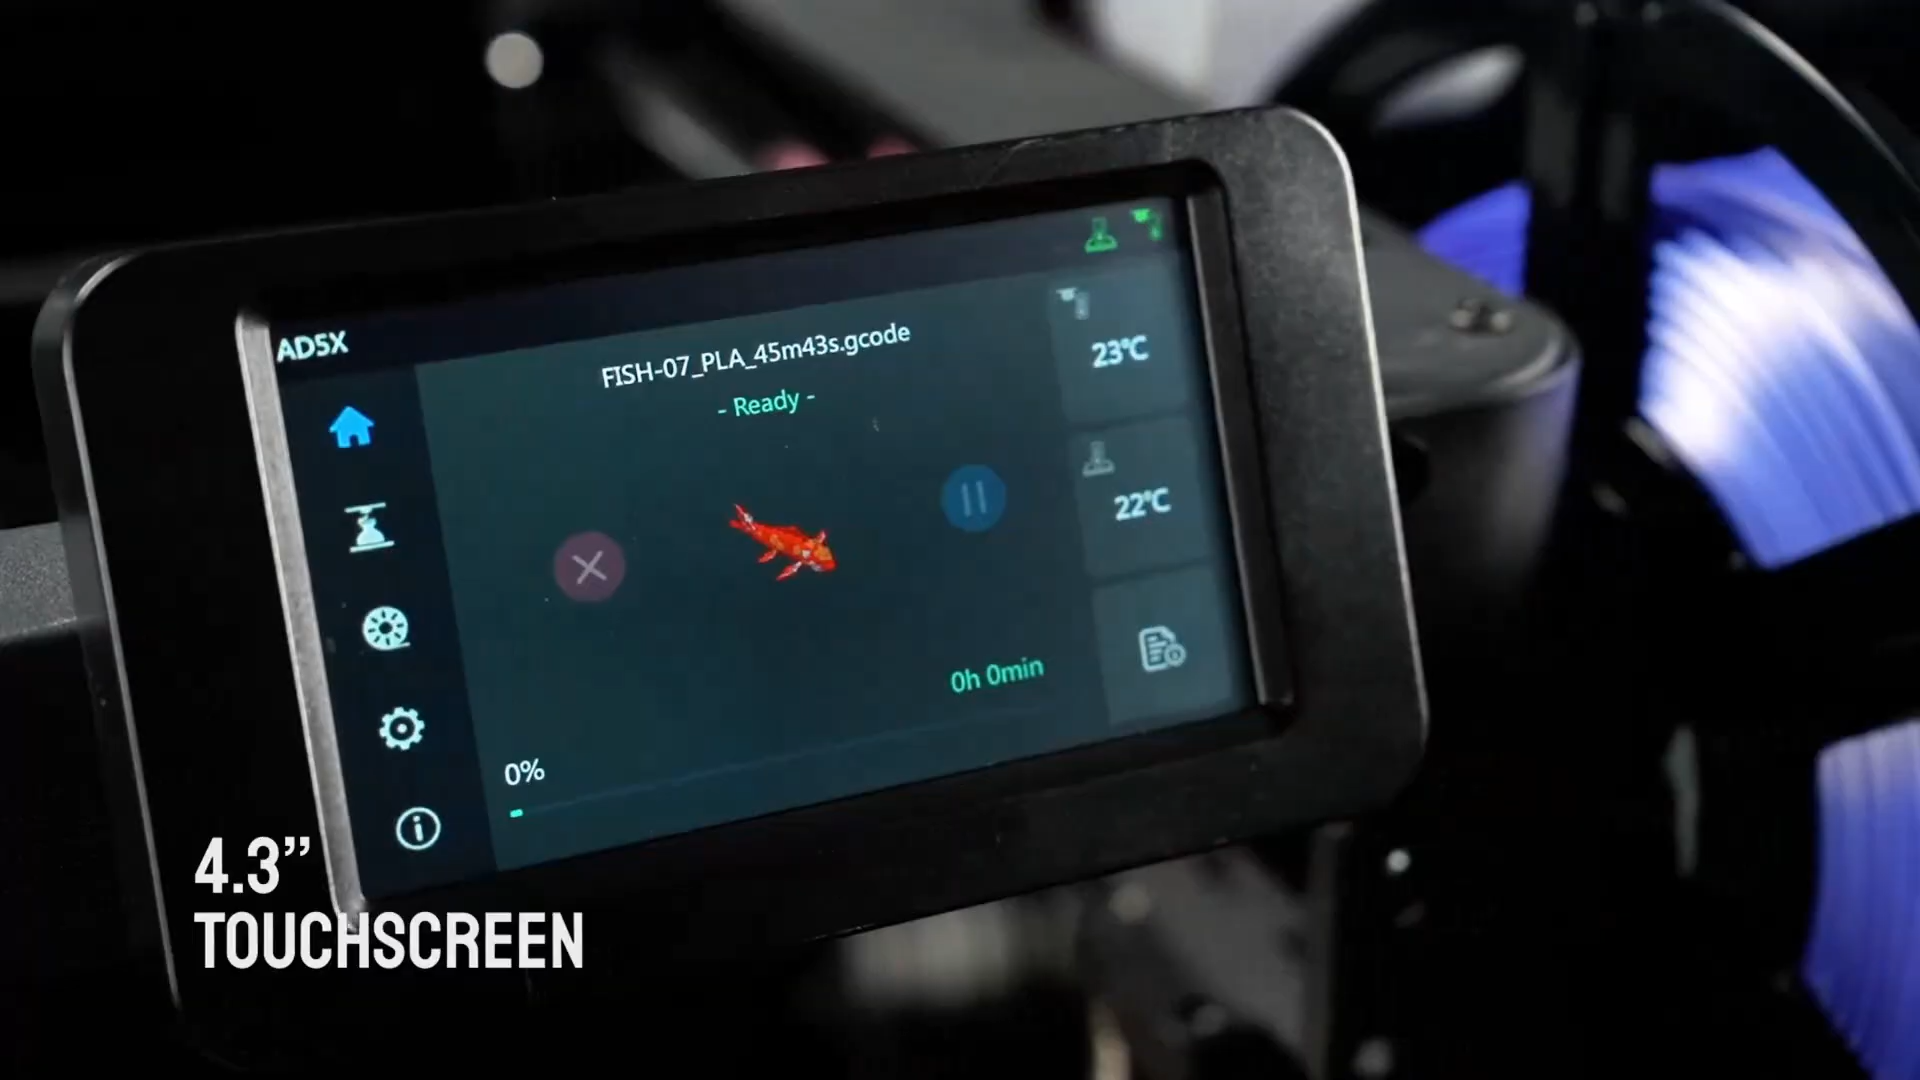 AD5X
FISH-07_PLA_45m43s.gcode
- Ready -
23℃
22℃
0h 0min
0%
4.3”
TOUCHSCREEN